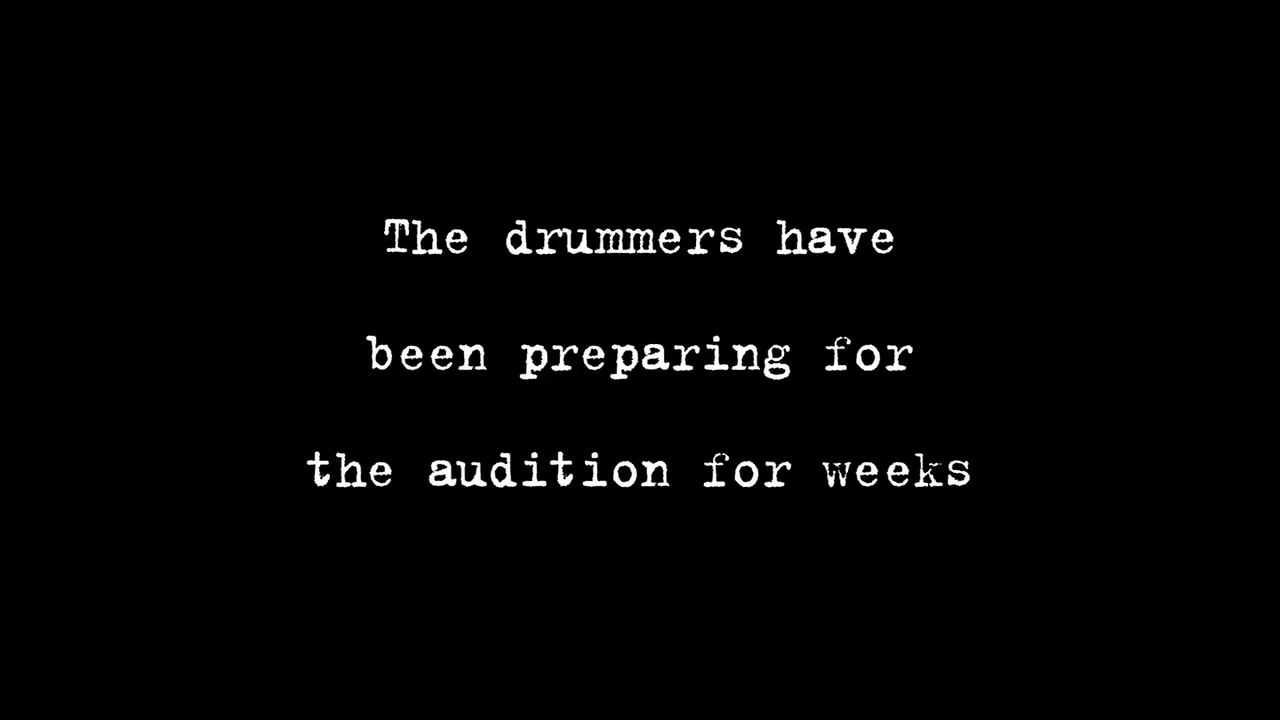 The drummers have
been preparing for
the audition for weeks